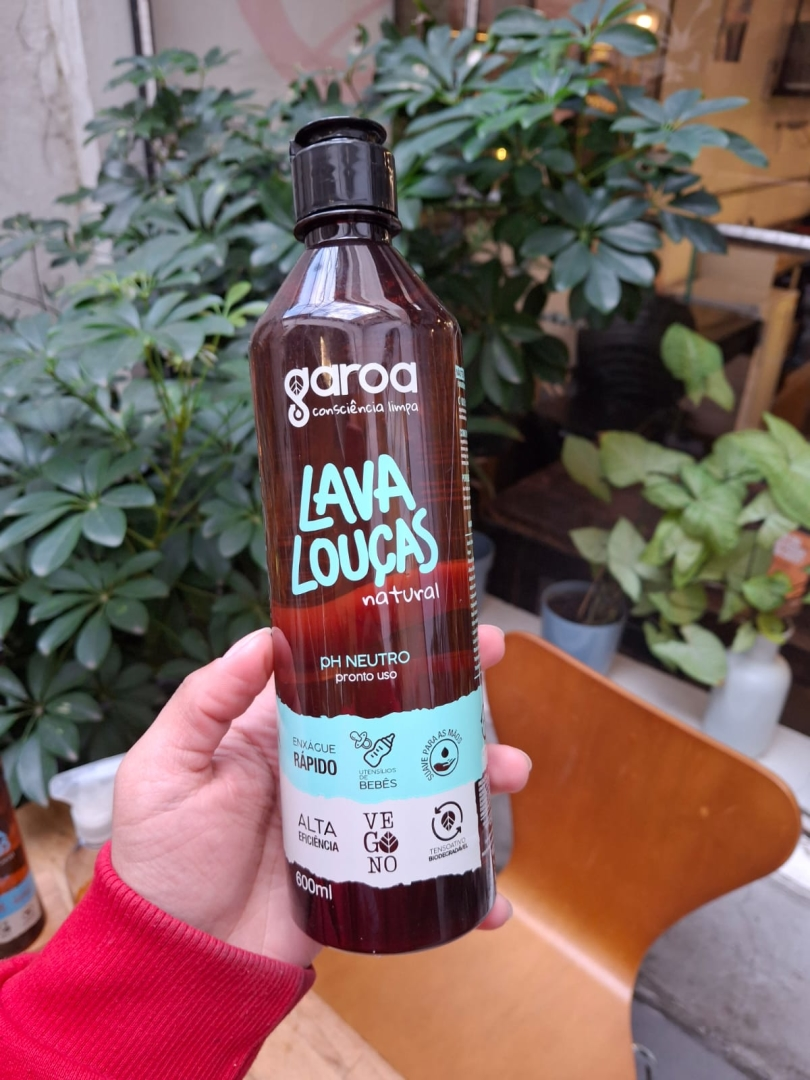 garoa
consciência limpa
LAVA
LOUÇAS
natural
pH NEUTRO
pronto uso
ENXÁGUE
RÁPIDO
UTENSÍLIOS
DE
BEBÊS
SUAVE PARA AS MÃOS
ALTA
EFICIÊNCIA
VE
G NO
TENSOATIVO
BIODEGRADÁVEL
600ml